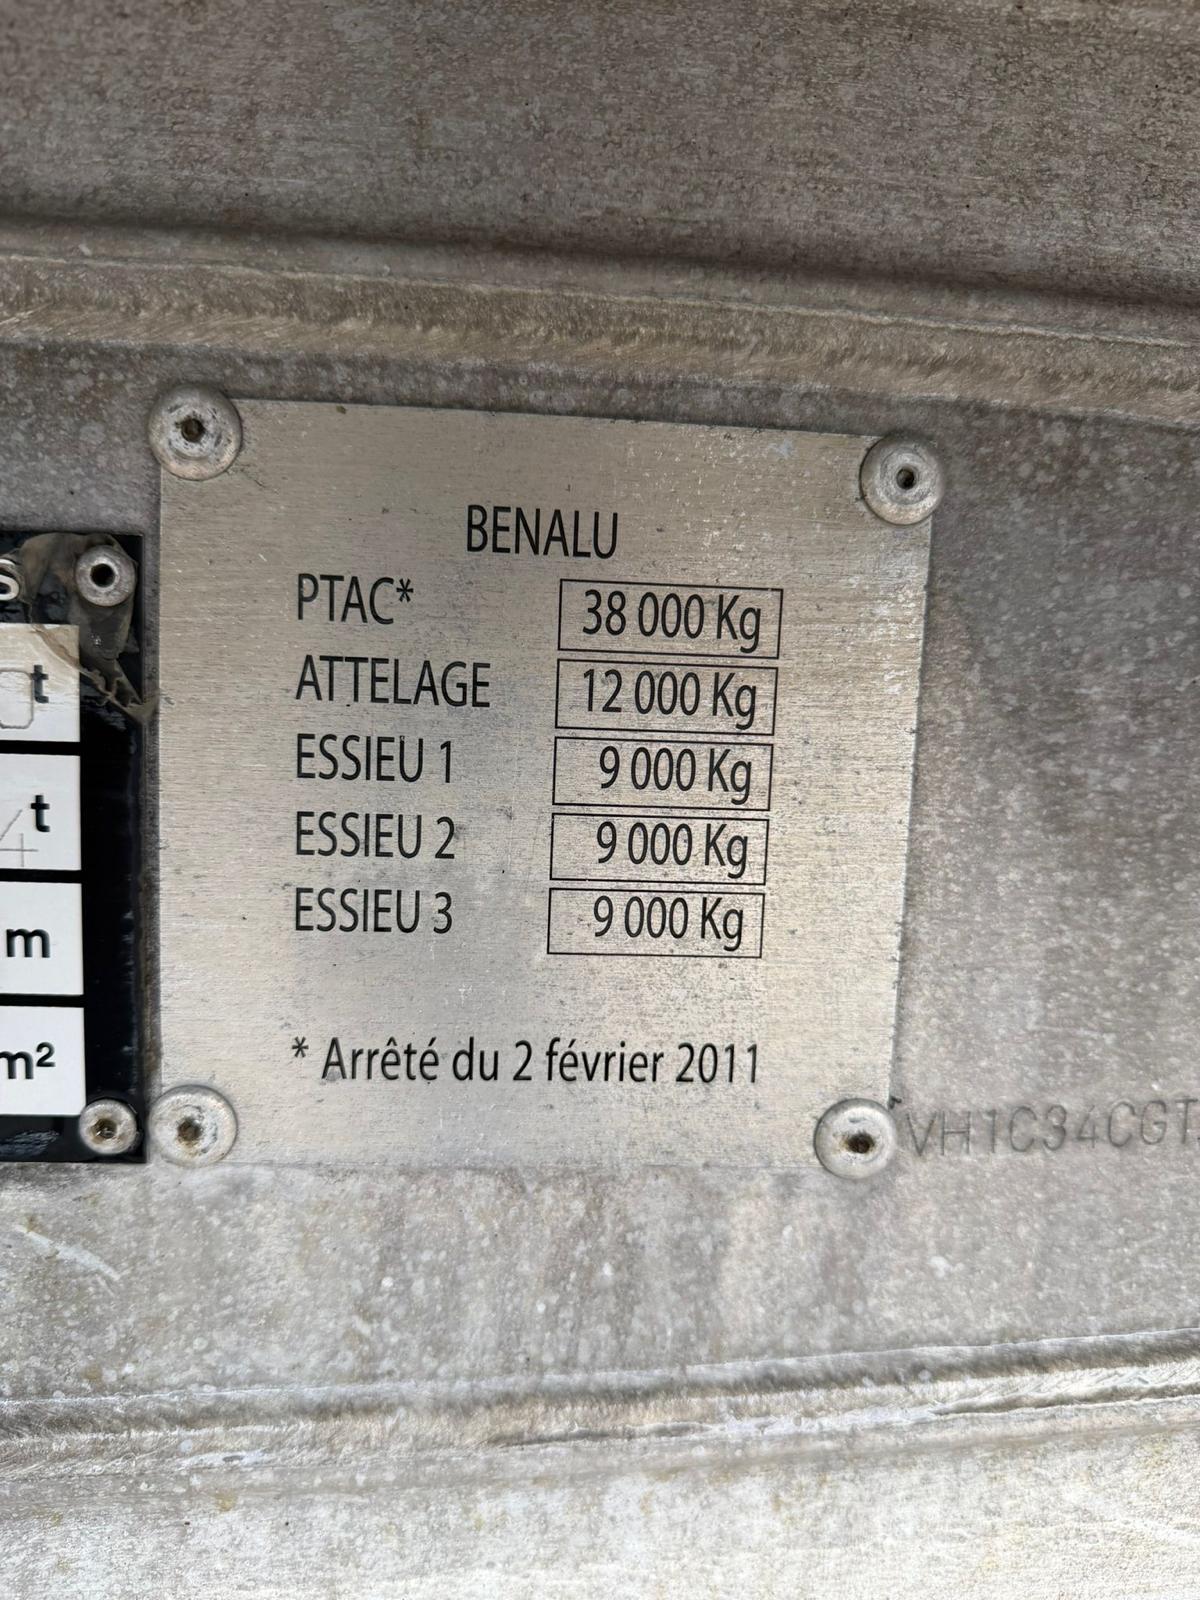 BENALU
PTAC* 38 000 Kg
ATTELAGE 12 000 Kg
ESSIEU 1 9 000 Kg
ESSIEU 2 9 000 Kg
ESSIEU 3 9 000 Kg
* Arrêté du 2 février 2011
s
t
4 t
m
m²
VH1C34CGT